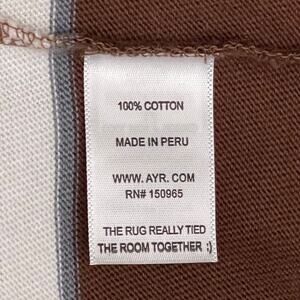 100% COTTON
MADE IN PERU
WWW. AYR. COM
RN# 150965
THE RUG REALLY TIED
THE ROOM TOGETHER :)